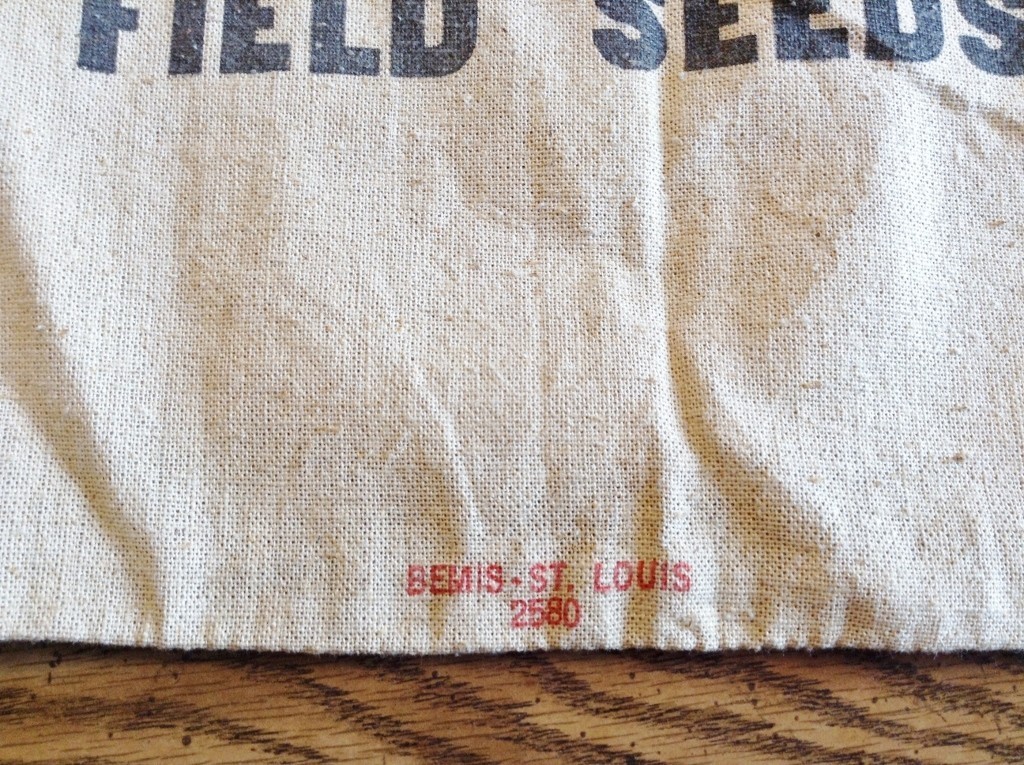 FIELD SEEDS
BEMIS-ST. LOUIS
2580